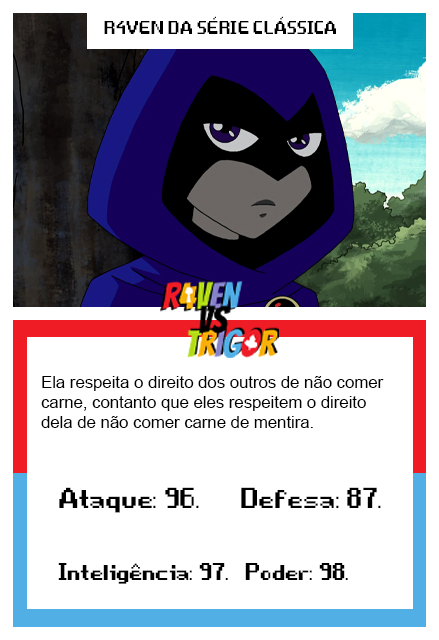 R4VEN DA SÉRIE CLÁSSICA
R4VEN
VS
TRIGOR
Ela respeita o direito dos outros de não comer
carne, contanto que eles respeitem o direito
dela de não comer carne de mentira.
Ataque: 96. Defesa: 87.
Inteligência: 97. Poder: 98.